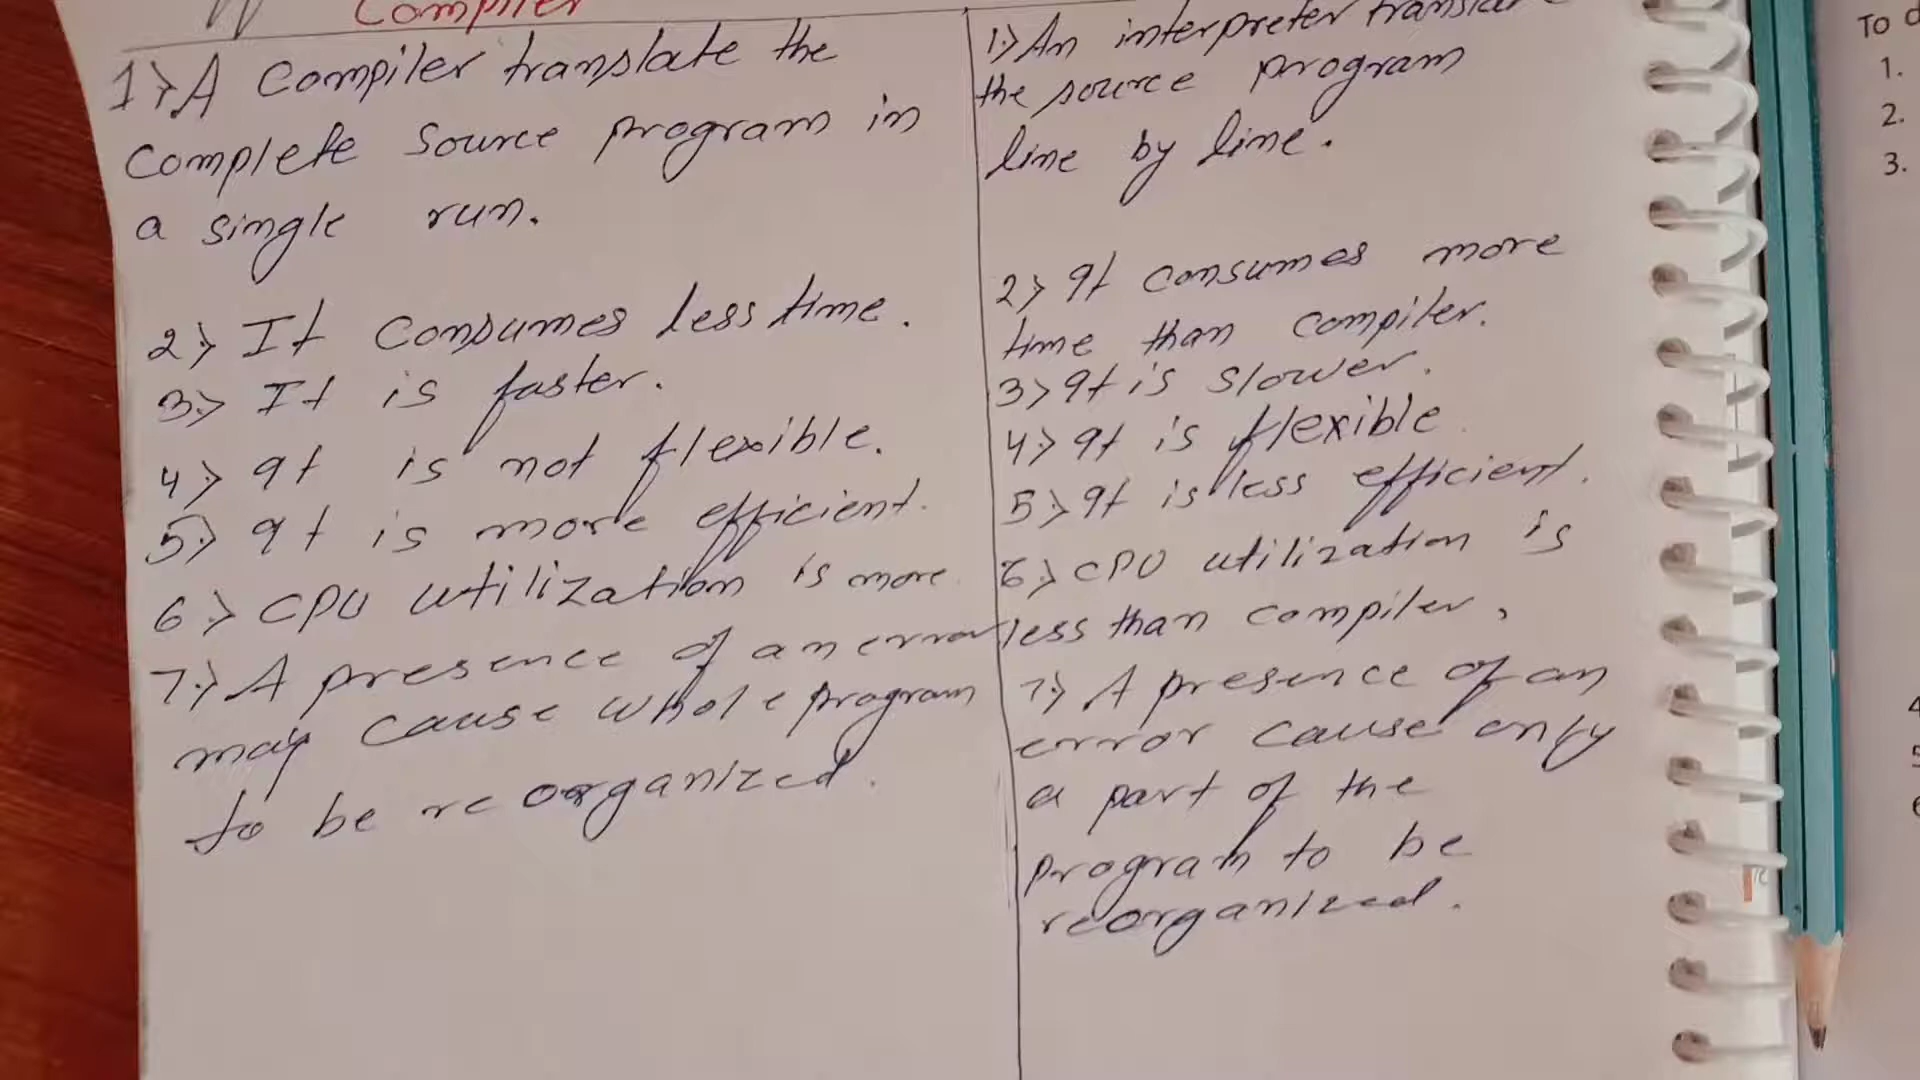 Compiler
1> A Compiler translate the
Complete source program in
a single run.
2> It consumes less time.
3> It is faster.
4> It is not flexible.
5> It is more efficient.
6> CPU utilization is more
7> A presence of an error
may cause whole program
to be reorganized.
1> An interpreter translate
the source program
line by line.
2> It consumes more
time than compiler.
3> It is slower.
4> It is flexible.
5> It is less efficient.
6> CPU utilization is
less than compiler,
7> A presence of an
error cause only
a part of the
program to be
reorganized.
To d
1.
2.
3.